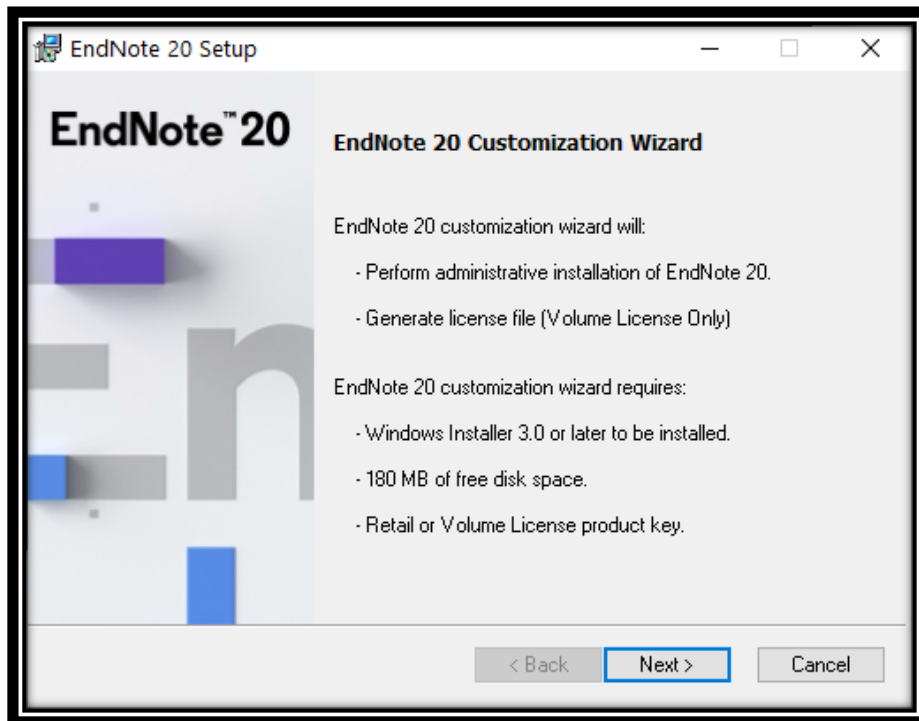 EndNote 20 Setup
EndNote™20
EndNote 20 Customization Wizard
EndNote 20 customization wizard will:
- Perform administrative installation of EndNote 20.
- Generate license file (Volume License Only)
EndNote 20 customization wizard requires:
- Windows Installer 3.0 or later to be installed.
- 180 MB of free disk space.
- Retail or Volume License product key.
En
< Back
Next >
Cancel